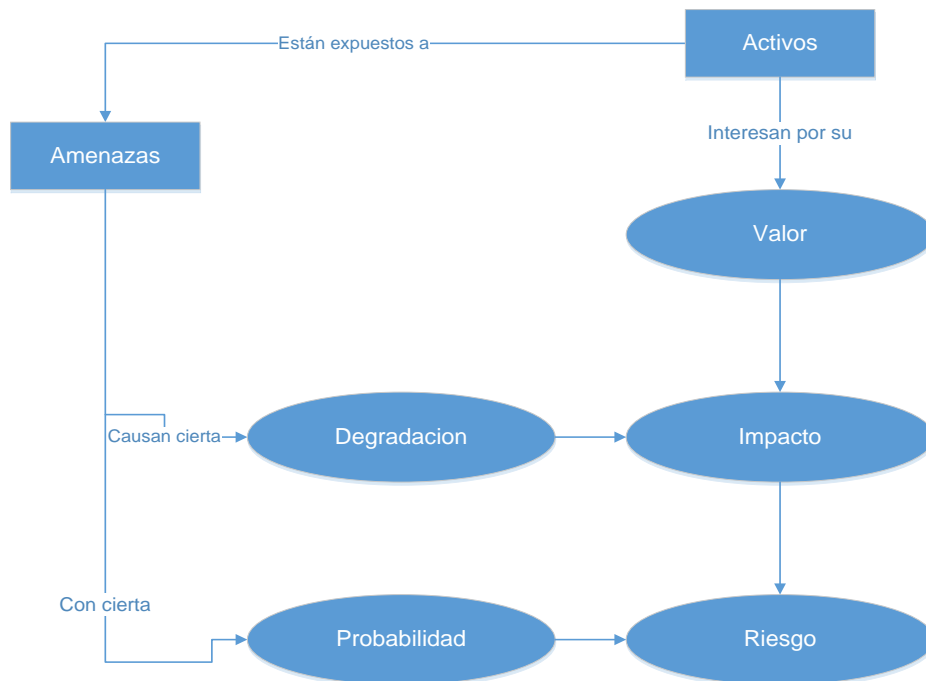 Están expuestos a
Activos
Interesan por su
Amenazas
Valor
Causan cierta
Degradacion
Impacto
Con cierta
Probabilidad
Riesgo